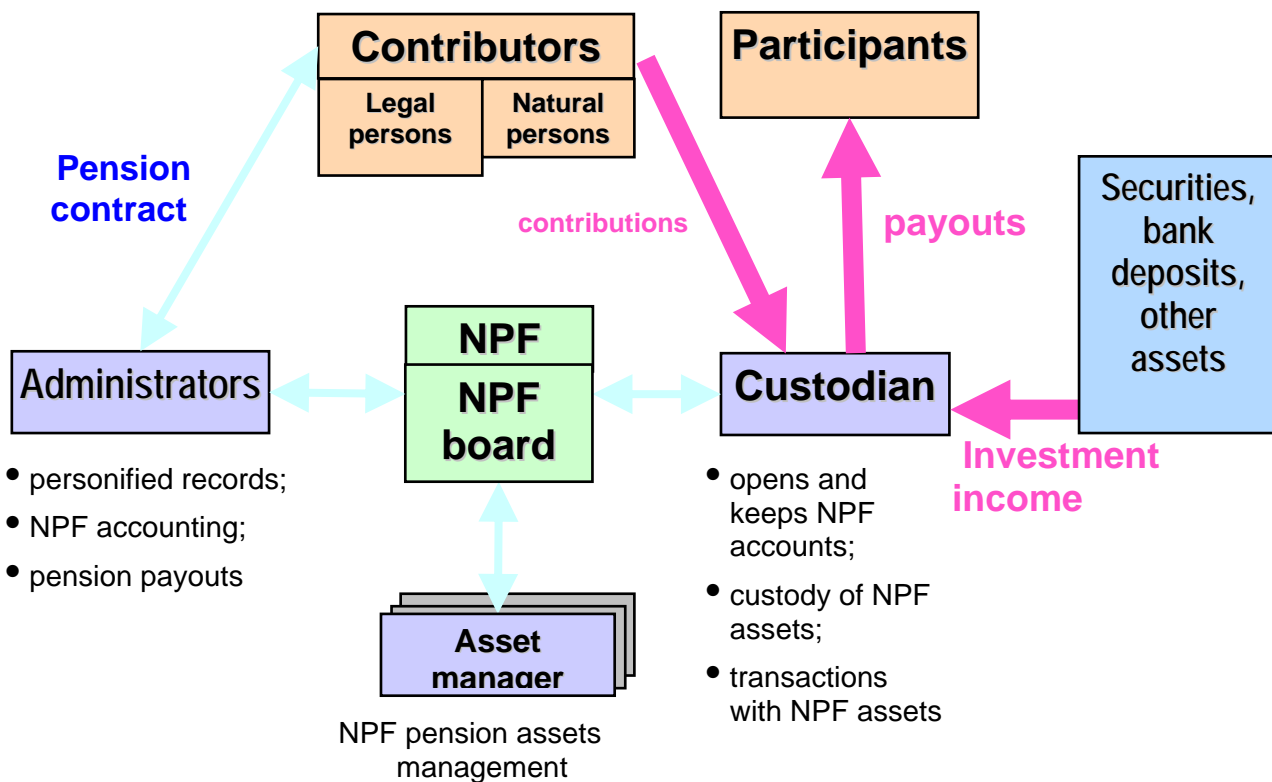 Contributors
Legal
persons
Natural
persons
Participants
Pension
contract
contributions
payouts
Securities,
bank
deposits,
other
assets
NPF
NPF
board
Administrators
Custodian
Investment
income
• personified records;
• NPF accounting;
• pension payouts
• opens and
keeps NPF
accounts;
• custody of NPF
assets;
• transactions
with NPF assets
Asset
manager
NPF pension assets
management